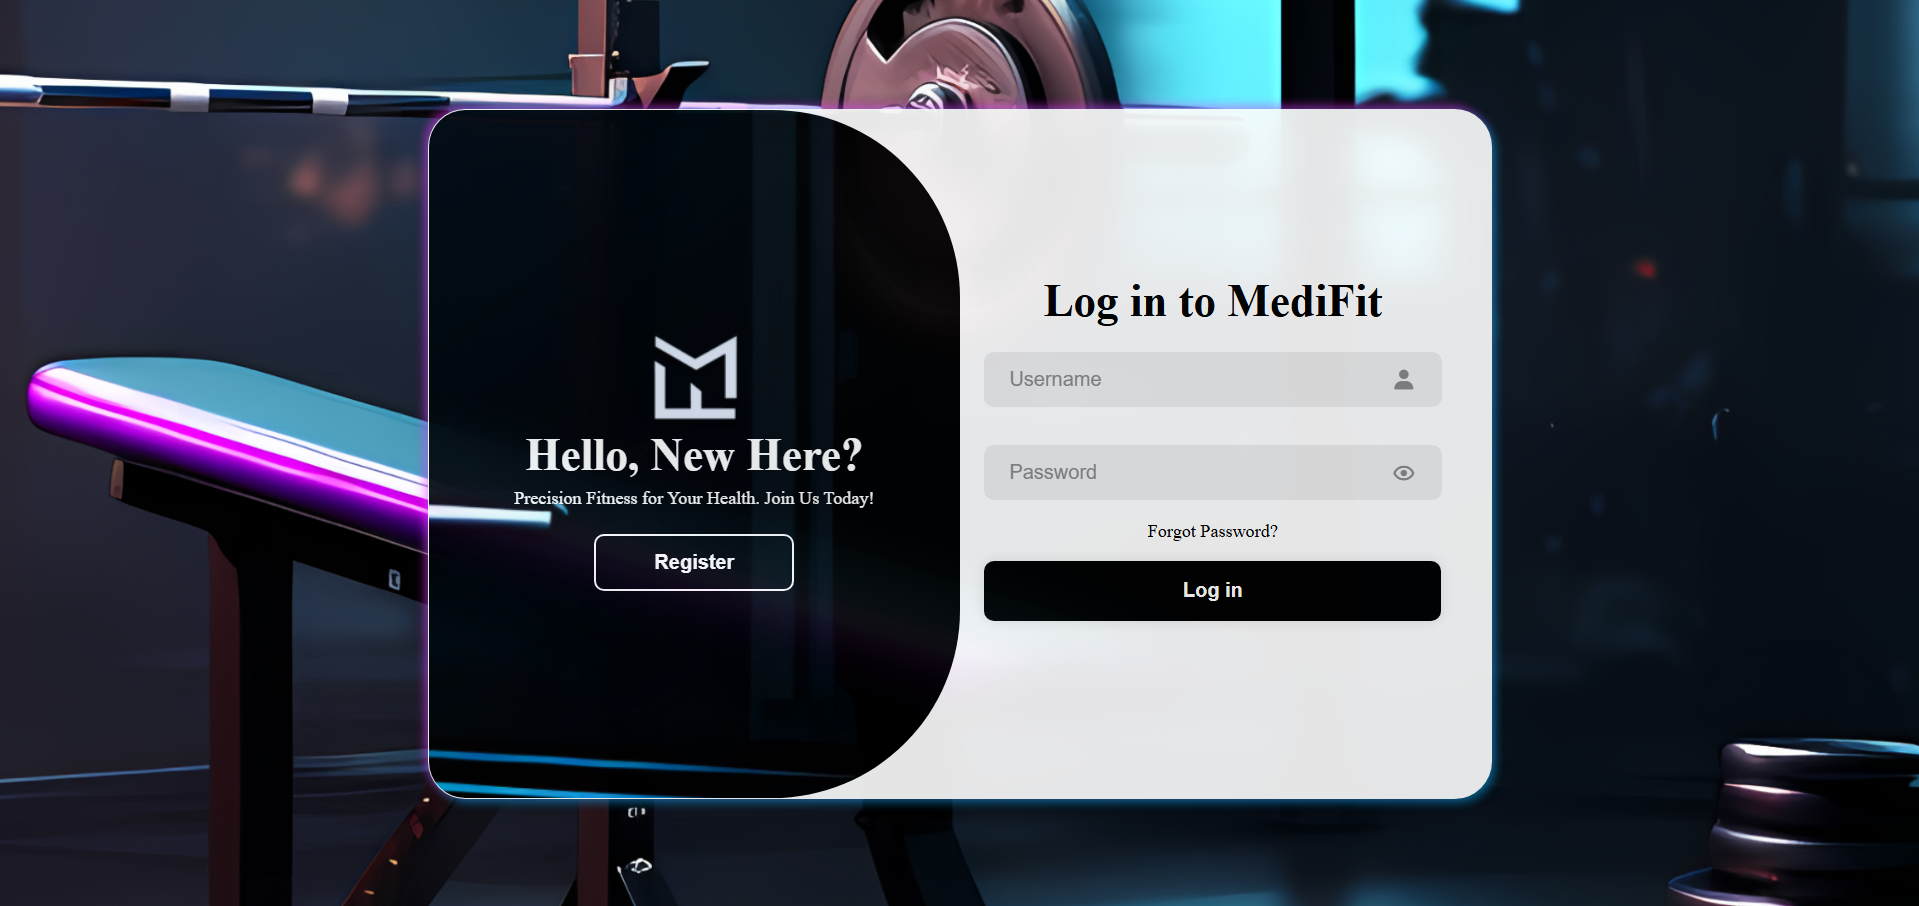 Hello, New Here?
Precision Fitness for Your Health. Join Us Today!
Register
Log in to MediFit
Username
Password
Forgot Password?
Log in